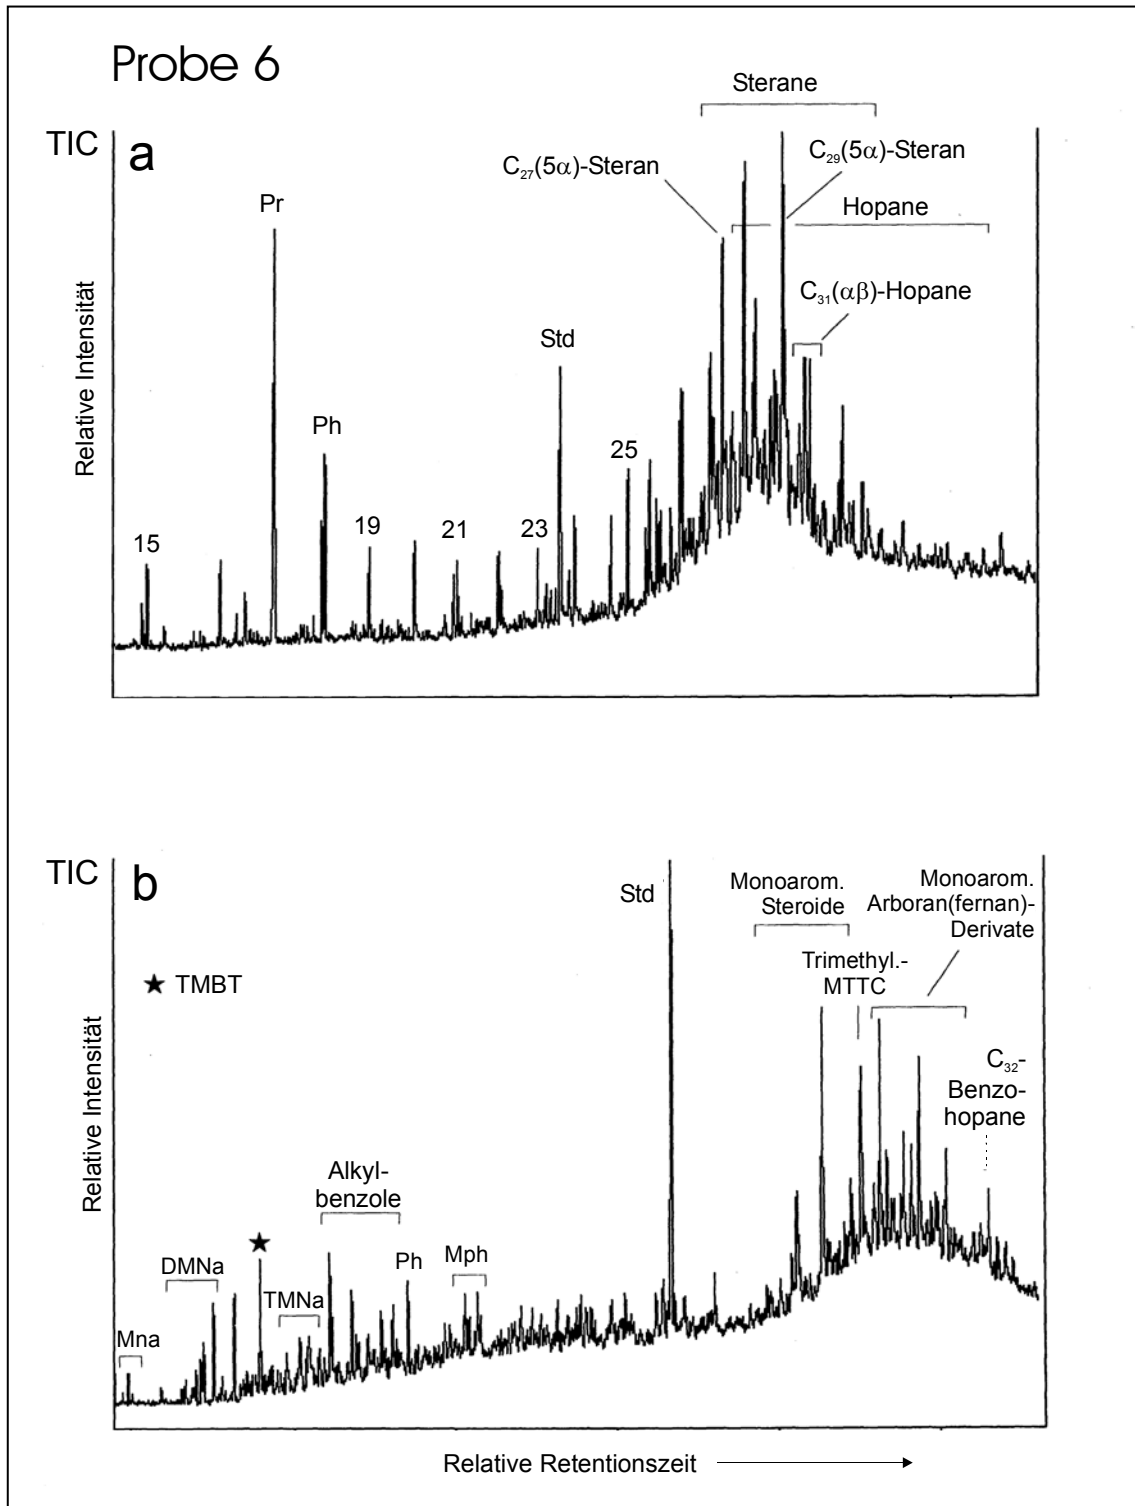 Probe 6
TIC
a
Relative Intensität
15
Pr
Ph
19
21
23
Std
25
Sterane
C₂₇(5α)-Steran
C₂₉(5α)-Steran
Hopane
C₃₁(αβ)-Hopane
TIC
b
Relative Intensität
★ TMBT
Mna
DMNa
★
TMNa
Alkyl-
benzole
Ph
Mph
Std
Monoarom.
Steroide
Trimethyl.-
MTTC
Monoarom.
Arboran(fernan)-
Derivate
C₃₂-
Benzo-
hopane
Relative Retentionszeit